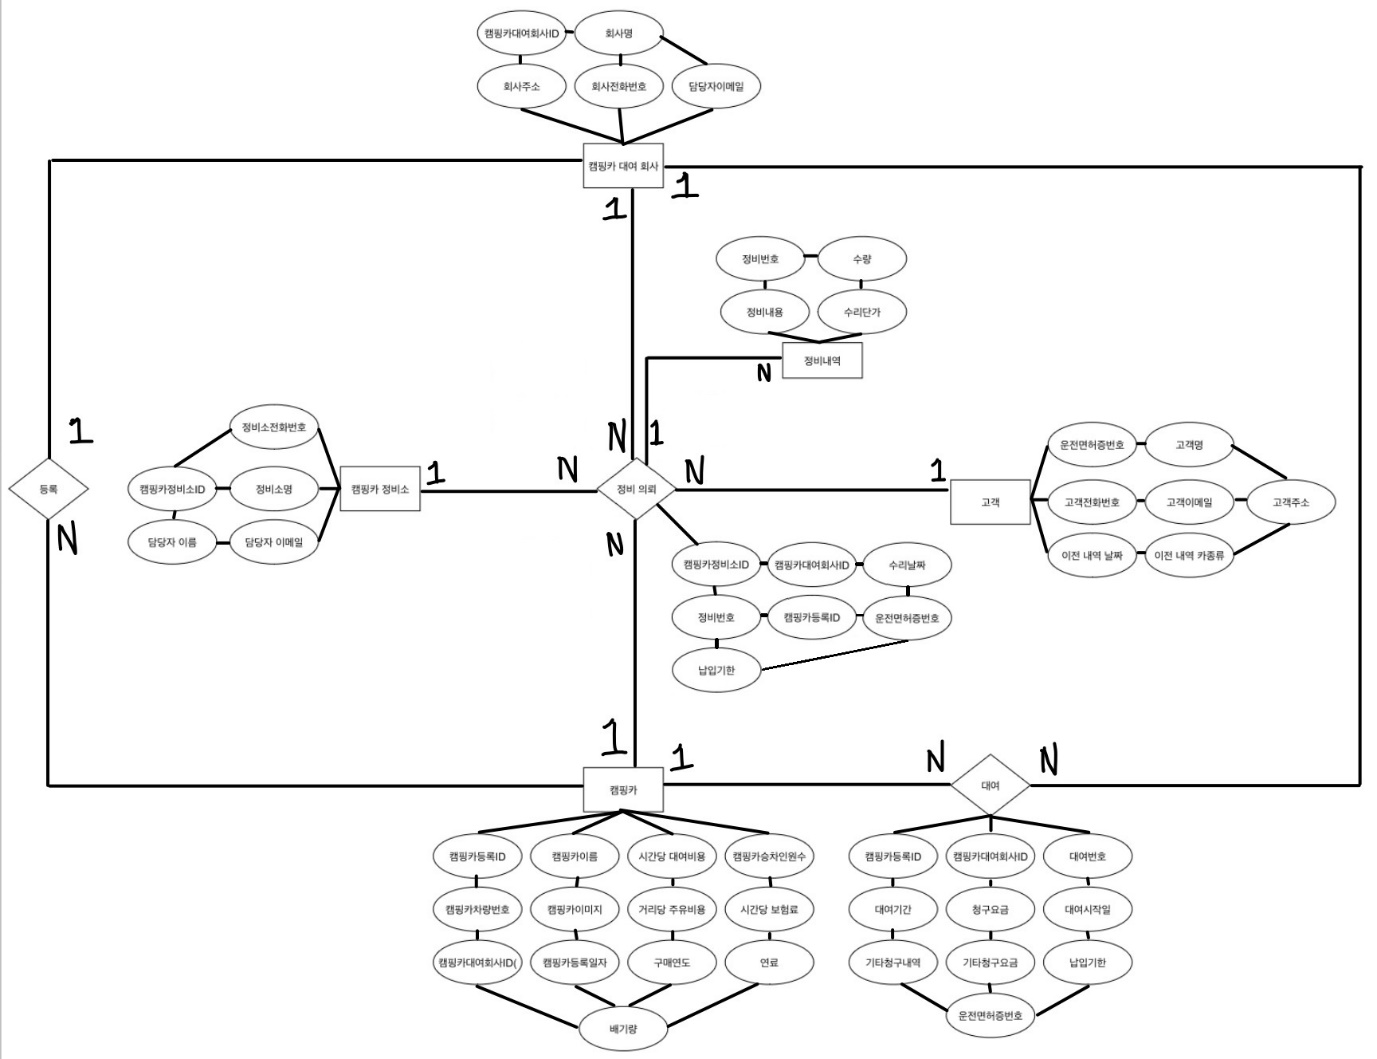 캠핑카대여회사ID 회사명
회사주소 회사전화번호 담당자이메일
캠핑카 대여 회사
1 1
정비번호 수량
정비내용 수리단가
정비내역
N
1 N 1
정비소전화번호
운전면허증번호 고객명
등록
캠핑카정비소ID 정비소명 캠핑카 정비소 1
N 정비 의뢰 N
1 고객
고객전화번호 고객이메일 고객주소
담당자 이름 담당자 이메일
이전 내역 날짜 이전 내역 카종류
N N
캠핑카정비소ID 캠핑카대여회사ID 수리날짜
정비번호 캠핑카등록ID 운전면허증번호
납입기한
1 1 N N
캠핑카 대여
캠핑카등록ID 캠핑카이름 시간당 대여비용 캠핑카승차인원수 캠핑카등록ID 캠핑카대여회사ID 대여번호
캠핑카차량번호 캠핑카이미지 거리당 주유비용 시간당 보험료 대여기간 청구요금 대여시작일
캠핑카대여회사ID( 캠핑카등록일자 구매연도 연료 기타청구내역 기타청구요금 납입기한
배기량 운전면허증번호